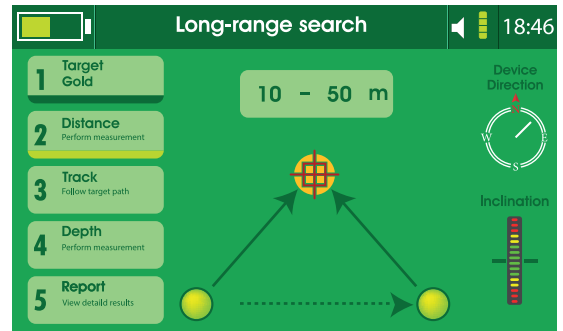 Long-range search
18:46
1
Target
Gold
2
Distance
Perform measurement
3
Track
Follow target path
4
Depth
Perform measurement
5
Report
View detaild results
10 - 50 m
Device
Direction
N
W
E
S
Inclination